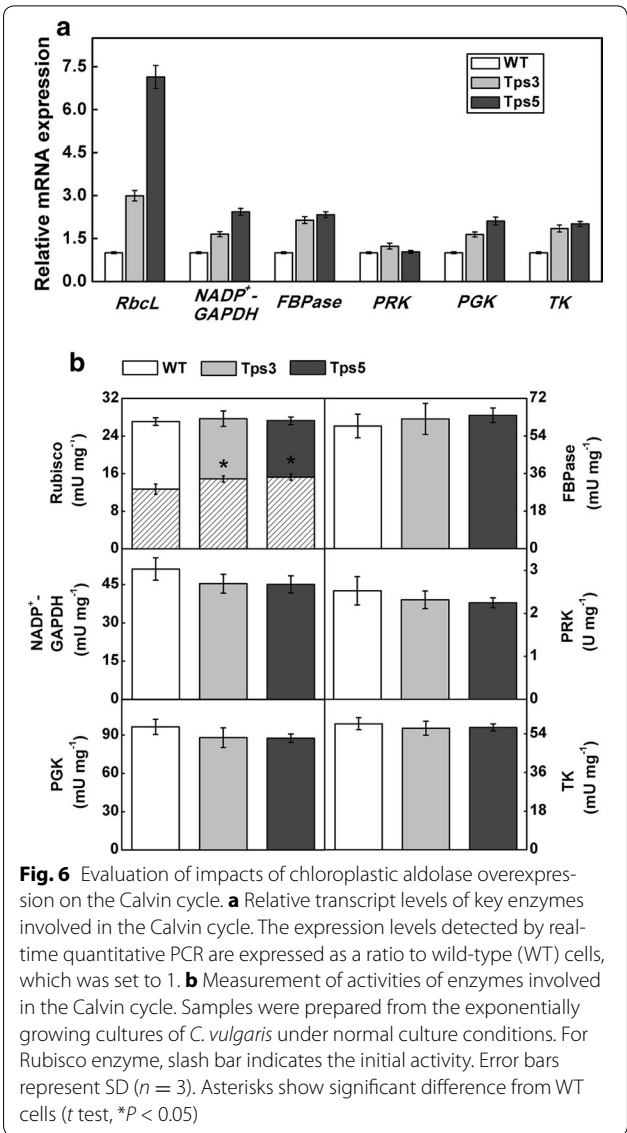 a
Relative mRNA expression
7.5
6.0
4.5
3.0
1.5
0.0
WT
Tps3
Tps5
RbcL
NADP⁺-
GAPDH
FBPase
PRK
PGK
TK
b
WT
Tps3
Tps5
Rubisco
(mU mg⁻¹)
32
24
16
8
0
*
*
72
54
36
18
0
FBPase
(mU mg⁻¹)
NADP⁺-
GAPDH
(mU mg⁻¹)
45
30
15
0
3
2
1
0
PRK
(U mg⁻¹)
PGK
(mU mg⁻¹)
90
60
30
0
54
36
18
0
TK
(mU mg⁻¹)
Fig. 6 Evaluation of impacts of chloroplastic aldolase overexpres-
sion on the Calvin cycle. a Relative transcript levels of key enzymes
involved in the Calvin cycle. The expression levels detected by real-
time quantitative PCR are expressed as a ratio to wild-type (WT) cells,
which was set to 1. b Measurement of activities of enzymes involved
in the Calvin cycle. Samples were prepared from the exponentially
growing cultures of C. vulgaris under normal culture conditions. For
Rubisco enzyme, slash bar indicates the initial activity. Error bars
represent SD (n = 3). Asterisks show significant difference from WT
cells (t test, *P < 0.05)